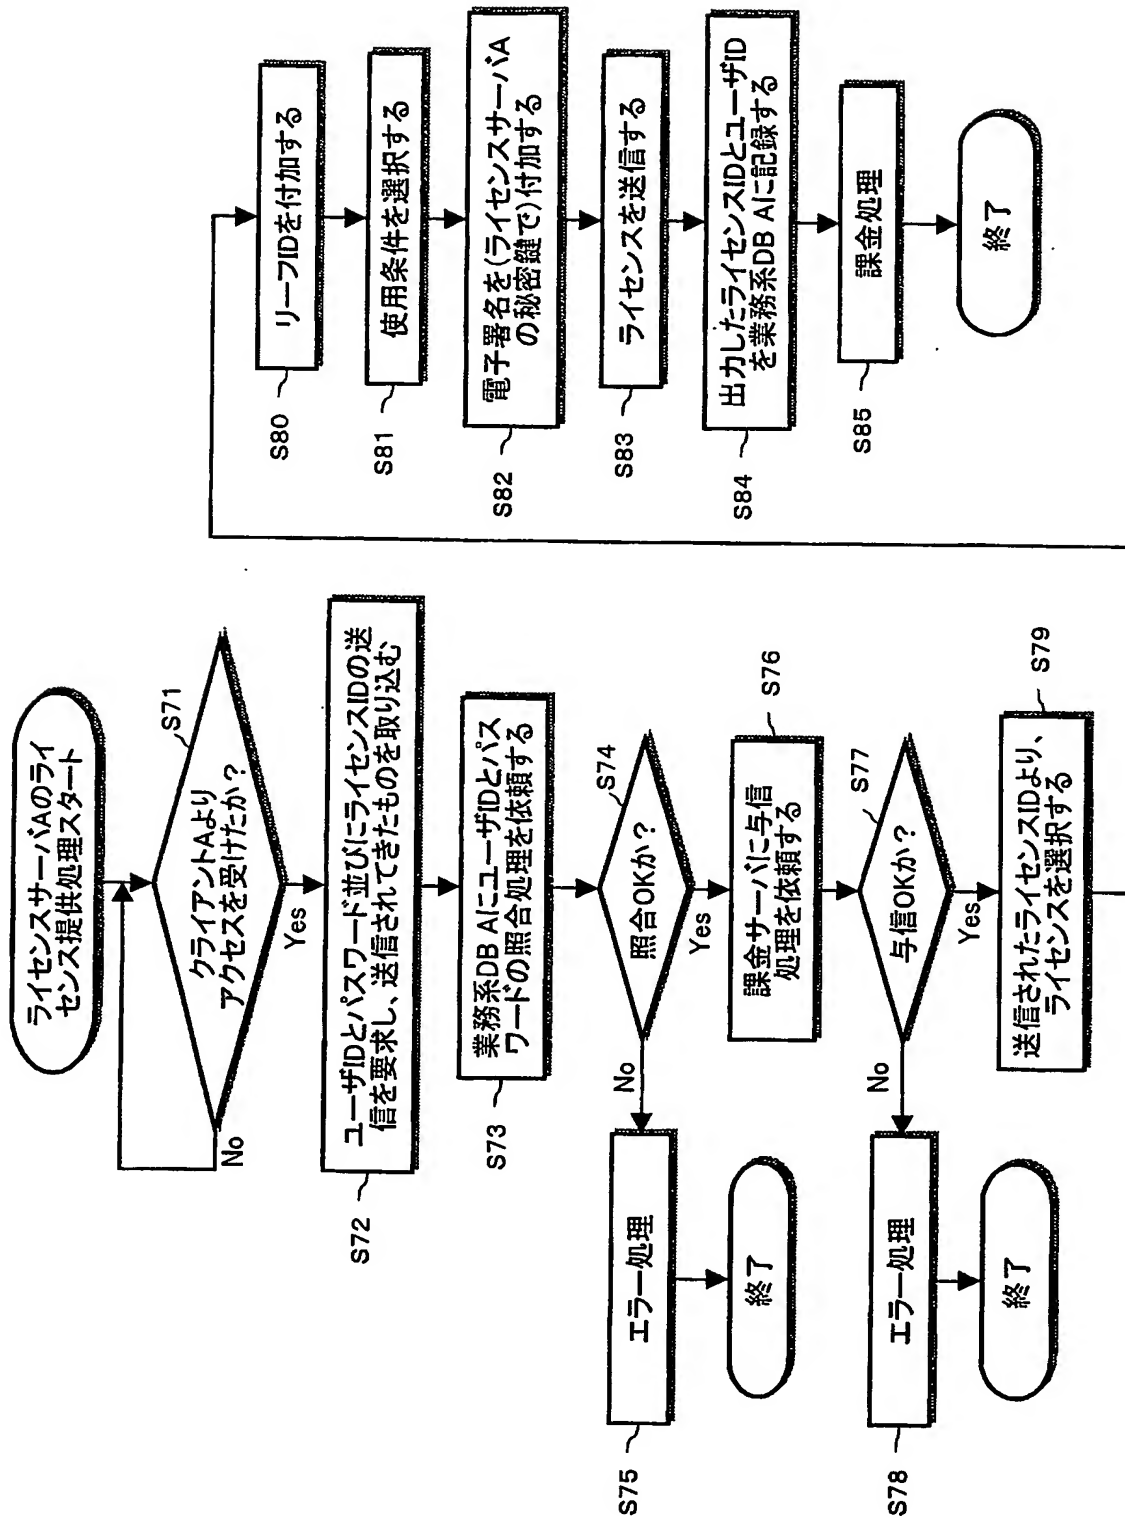 ライセンスサーバAのライ
センス提供処理スタート
S71
クライアントAより
アクセスを受けたか？
No
Yes
S72
ユーザIDとパスワード並びにライセンスIDの送
信を要求し、送信されてきたものを取り込む
S73
業務系DB AIにユーザIDとパス
ワードの照合処理を依頼する
S74
照合OKか？
No
Yes
S75
エラー処理
終了
S76
課金サーバに与信
処理を依頼する
S77
与信OKか？
No
Yes
S78
エラー処理
終了
S79
送信されたライセンスIDより、
ライセンスを選択する
S80
リーフIDを付加する
S81
使用条件を選択する
S82
電子署名を(ライセンスサーバA
の秘密鍵で)付加する
S83
ライセンスを送信する
S84
出力したライセンスIDとユーザID
を業務系DB AIに記録する
S85
課金処理
終了